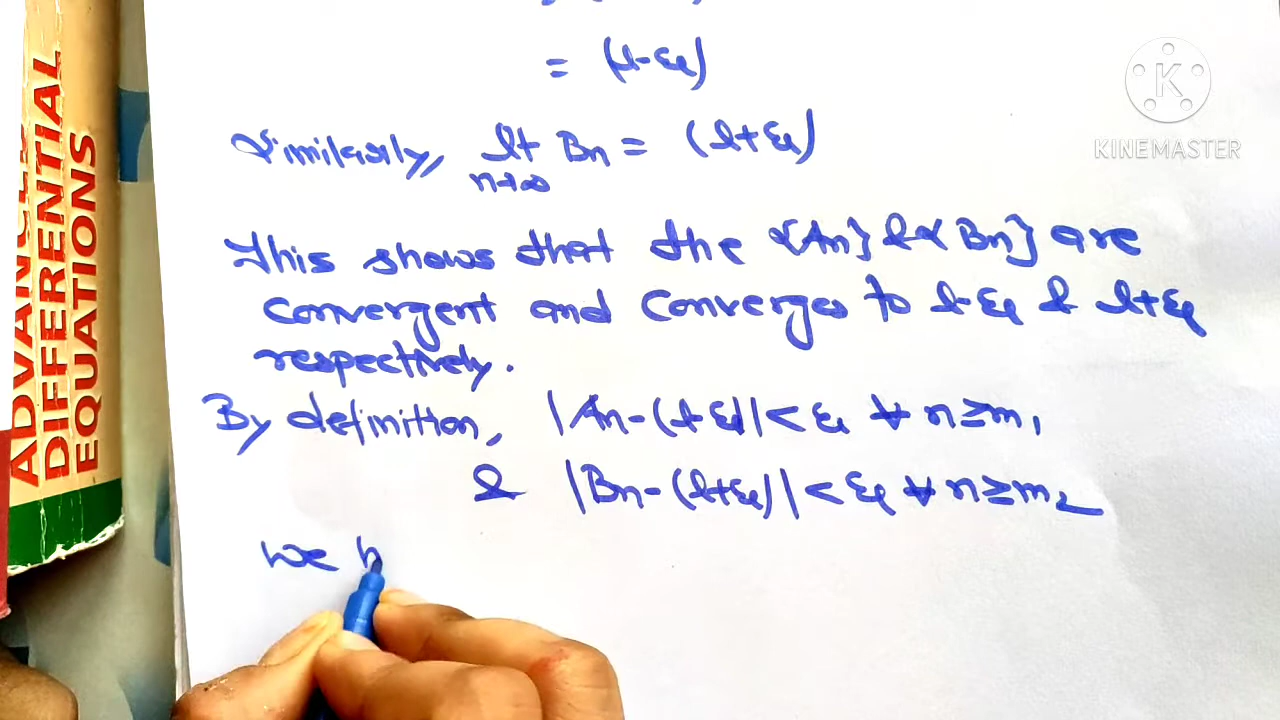 = (l-ε₁)
Similarly, lt Bn = (l+ε₁)
n→∞
This shows that the {An} & {Bn} are
convergent and converges to l-ε₁ & l+ε₁
respectively.
By definition, |An-(l-ε₁)| < ε₁ ∀ n≥m₁
& |Bn-(l+ε₁)| < ε₁ ∀ n≥m₂
we h
K
KINEMASTER
ADVANCED
DIFFERENTIAL
EQUATIONS